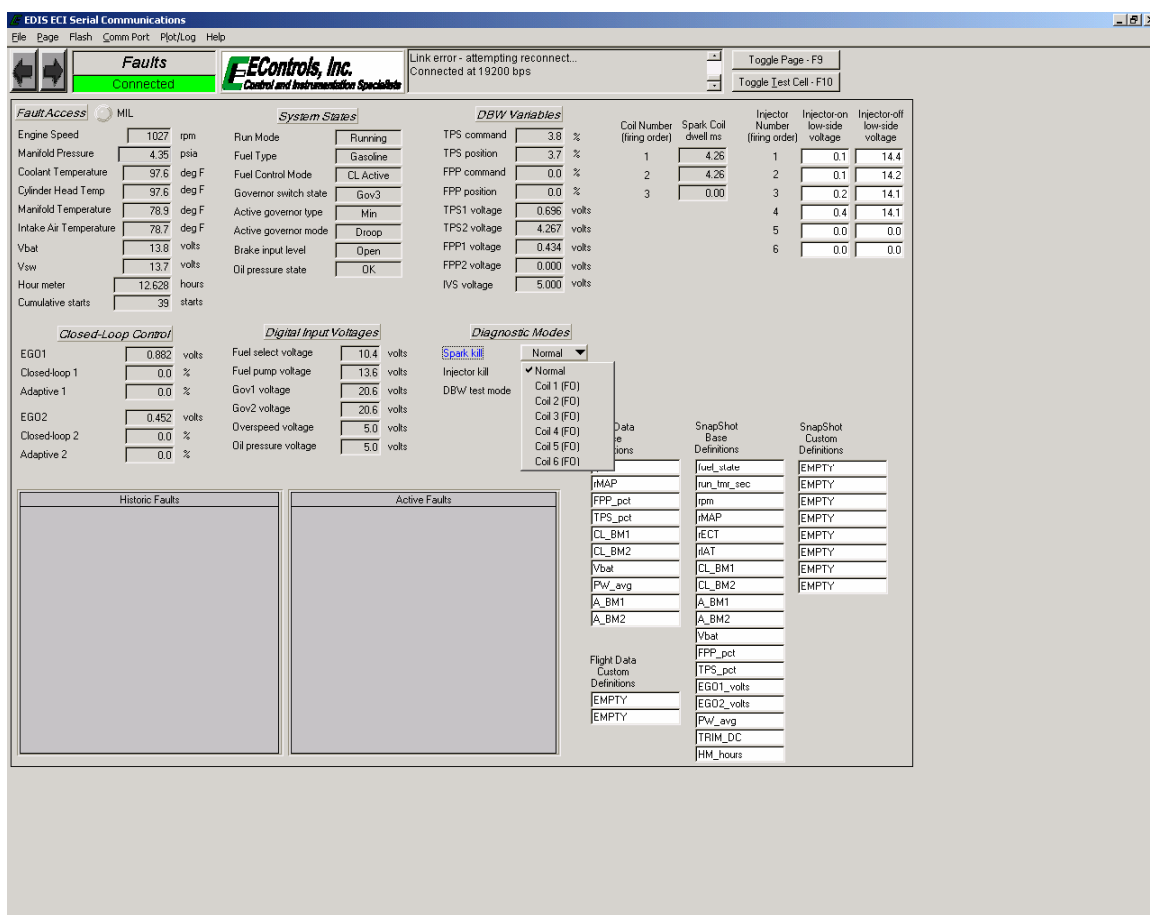 EDIS ECI Serial Communications
File Page Flash Comm Port Plot/Log Help
Faults
Connected
EControls, Inc.
Control and Instrumentation Specialists
Link error - attempting reconnect...
Connected at 19200 bps
Toggle Page - F9
Toggle Test Cell - F10
Fault Access MIL
Engine Speed 1027 rpm
Manifold Pressure 4.35 psia
Coolant Temperature 97.6 deg F
Cylinder Head Temp 97.6 deg F
Manifold Temperature 78.9 deg F
Intake Air Temperature 78.7 deg F
Vbat 13.8 volts
Vsw 13.7 volts
Hour meter 12.628 hours
Cumulative starts 39 starts
System States
Run Mode Running
Fuel Type Gasoline
Fuel Control Mode CL Active
Governor switch state Gov3
Active governor type Min
Active governor mode Droop
Brake input level Open
Oil pressure state OK
DBW Variables
TPS command 3.8 %
TPS position 3.7 %
FPP command 0.0 %
FPP position 0.0 %
TPS1 voltage 0.696 volts
TPS2 voltage 4.267 volts
FPP1 voltage 0.434 volts
FPP2 voltage 0.000 volts
IVS voltage 5.000 volts
Coil Number Spark Coil
(firing order) dwell ms
1 4.26
2 4.26
3 0.00
Injector Injector-on Injector-off
Number low-side low-side
(firing order) voltage voltage
1 0.1 14.4
2 0.1 14.2
3 0.2 14.1
4 0.4 14.1
5 0.0 0.0
6 0.0 0.0
Closed-Loop Control
EGO1 0.882 volts
Closed-loop 1 0.0 %
Adaptive 1 0.0 %
EGO2 0.452 volts
Closed-loop 2 0.0 %
Adaptive 2 0.0 %
Digital Input Voltages
Fuel select voltage 10.4 volts
Fuel pump voltage 13.6 volts
Gov1 voltage 20.6 volts
Gov2 voltage 20.6 volts
Overspeed voltage 5.0 volts
Oil pressure voltage 5.0 volts
Diagnostic Modes
Spark kill Normal
Injector kill
DBW test mode
Normal
Coil 1 (FO)
Coil 2 (FO)
Coil 3 (FO)
Coil 4 (FO)
Coil 5 (FO)
Coil 6 (FO)
Historic Faults
Active Faults
Data
rMAP
FPP_pct
TPS_pct
CL_BM1
CL_BM2
Vbat
PW_avg
A_BM1
A_BM2
Flight Data
Custom
Definitions
EMPTY
EMPTY
SnapShot
Base
Definitions
fuel_state
run_tmr_sec
rpm
rMAP
rECT
rIAT
CL_BM1
CL_BM2
A_BM1
A_BM2
Vbat
FPP_pct
TPS_pct
EGO1_volts
EGO2_volts
PW_avg
TRIM_DC
HM_hours
SnapShot
Custom
Definitions
EMPTY
EMPTY
EMPTY
EMPTY
EMPTY
EMPTY
EMPTY
EMPTY